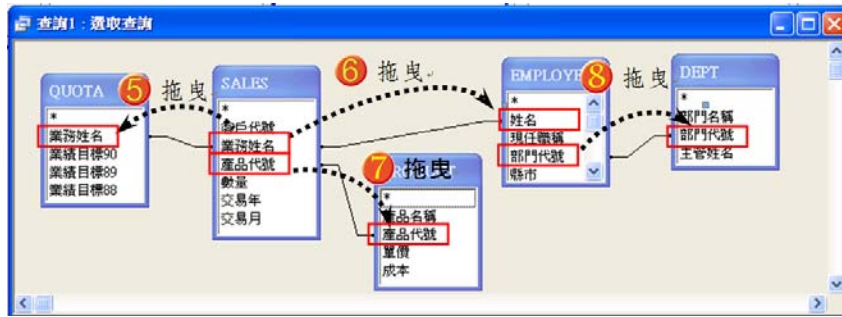 查詢1：選取查詢
QUOTA
*
業務姓名
業績目標90
業績目標89
業績目標88
5 拖曳
SALES
*
客戶代號
業務姓名
產品代號
數量
交易年
交易月
6 拖曳
7 拖曳
*
產品名稱
產品代號
單價
成本
EMPLOYE
*
姓名
現任職稱
部門代號
縣市
8 拖曳
DEPT
*
部門名稱
部門代號
主管姓名